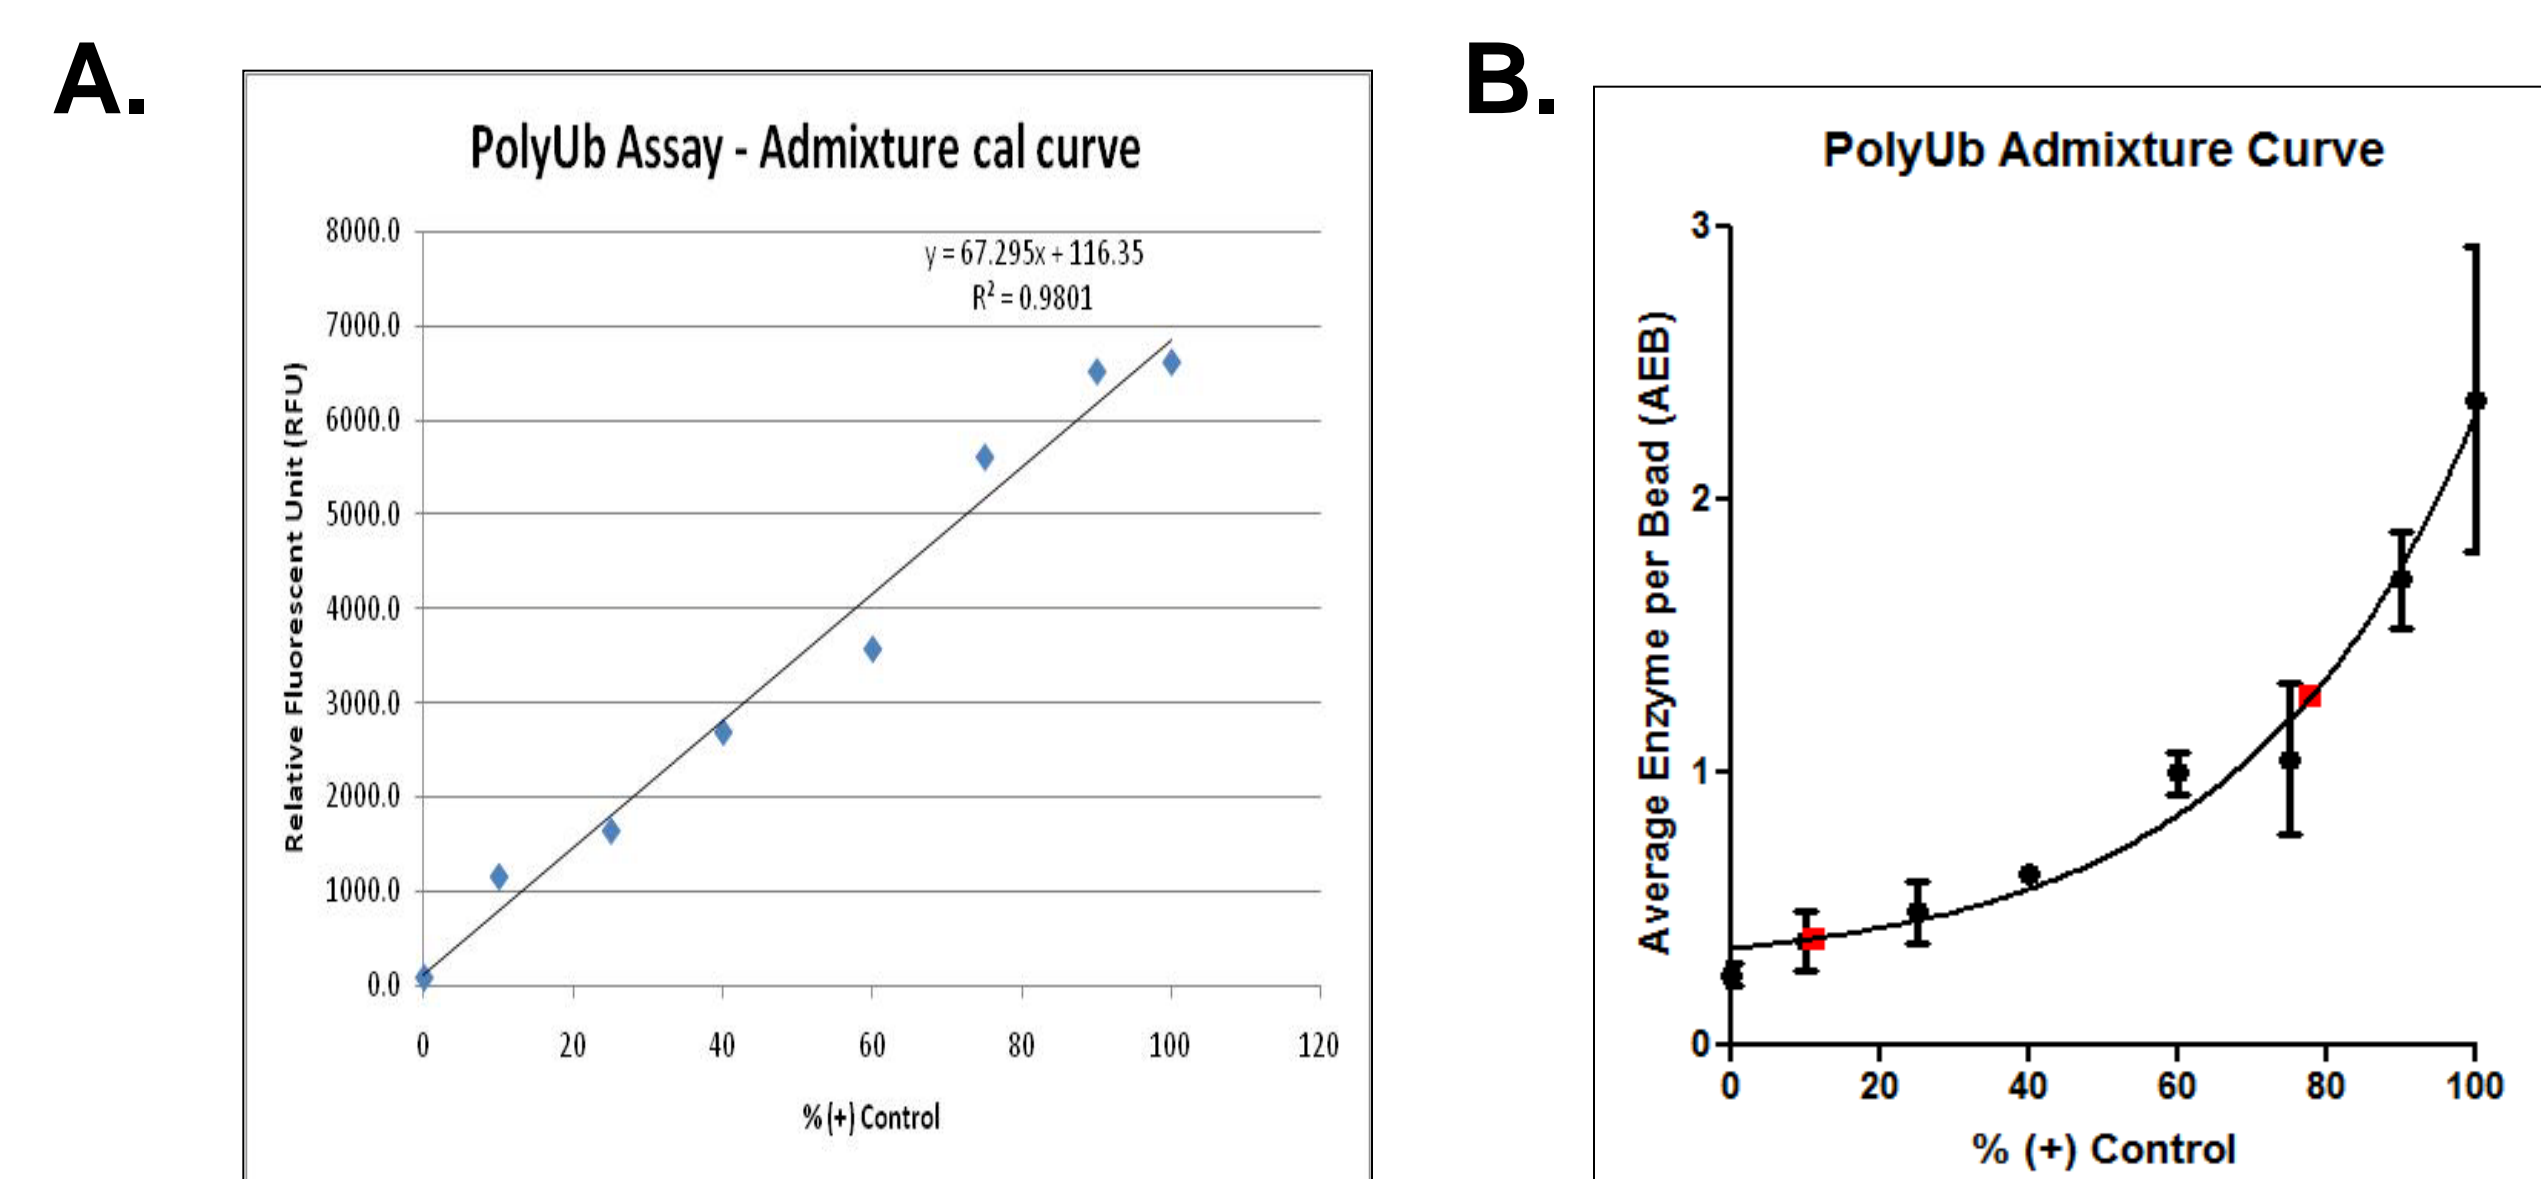 A.
PolyUb Assay - Admixture cal curve
y = 67.295x + 116.35
R² = 0.9801
Relative Fluorescent Unit (RFU)
8000.0
7000.0
6000.0
5000.0
4000.0
3000.0
2000.0
1000.0
0.0
0 20 40 60 80 100 120
% (+) Control
B.
PolyUb Admixture Curve
Average Enzyme per Bead (AEB)
3
2
1
0
0 20 40 60 80 100
% (+) Control